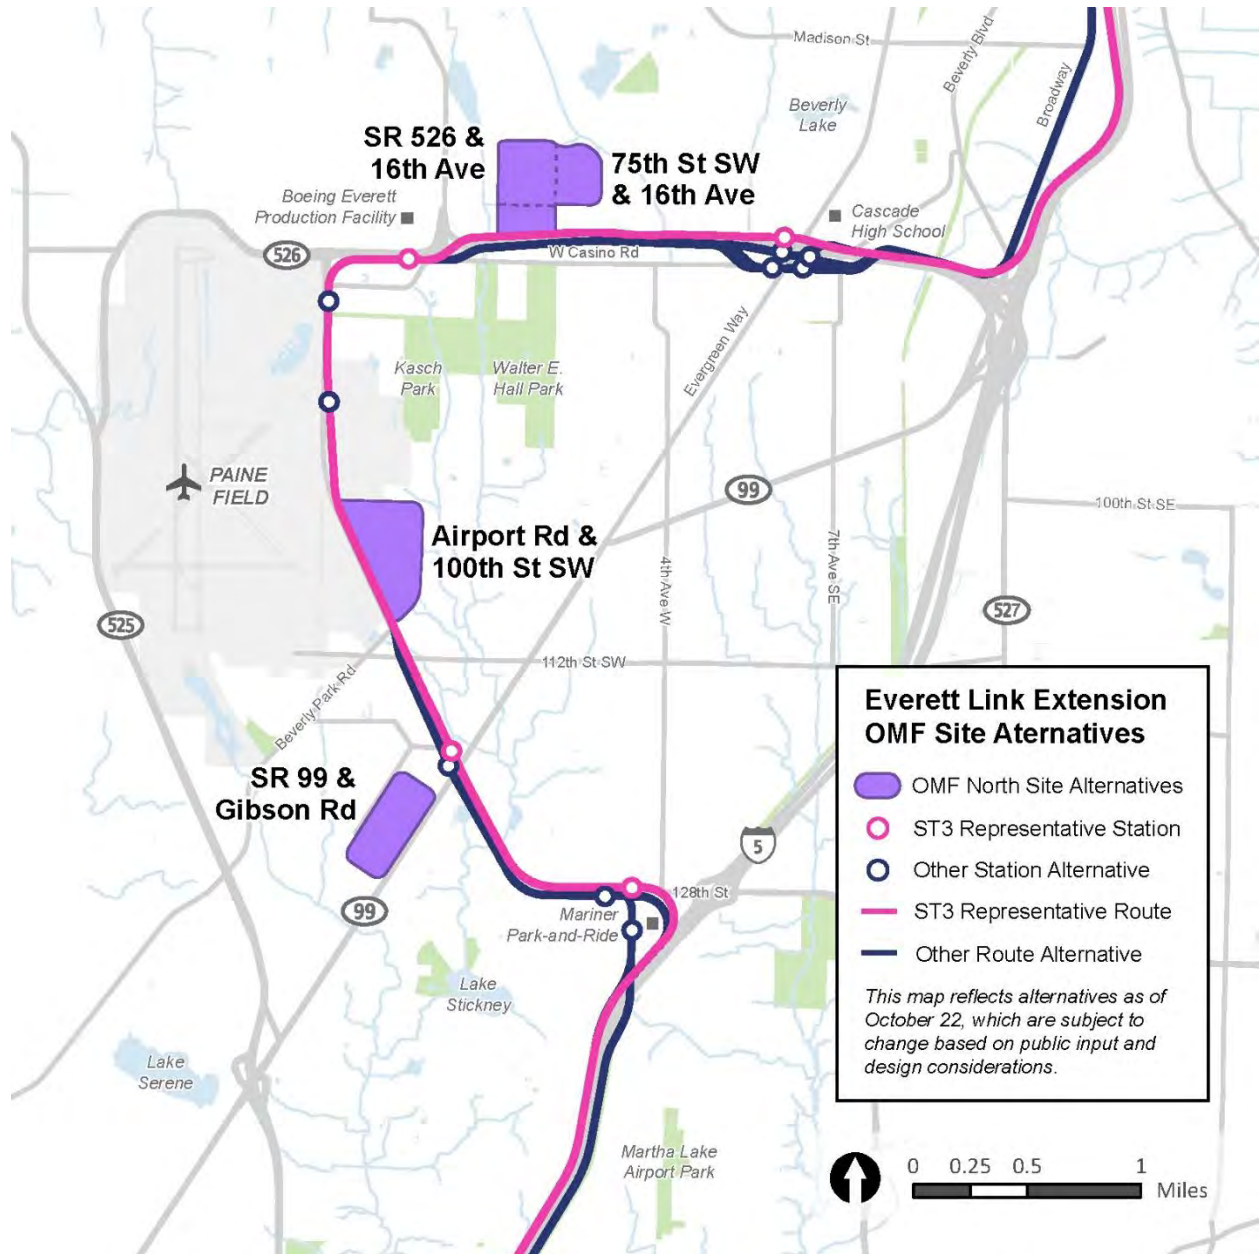 Madison St
Beverly Blvd
Broadway
Beverly
Lake
SR 526 &
16th Ave
75th St SW
& 16th Ave
Boeing Everett
Production Facility
Cascade
High School
526
W Casino Rd
Evergreen Way
Kasch
Park
Walter E.
Hall Park
PAINE
FIELD
99
100th St SE
Airport Rd &
100th St SW
4th Ave W
7th Ave SE
525
527
112th St SW
Beverly Park Rd
SR 99 &
Gibson Rd
5
128th St
99
Mariner
Park-and-Ride
Lake
Stickney
Lake
Serene
Martha Lake
Airport Park
Everett Link Extension
OMF Site Aternatives
OMF North Site Alternatives
ST3 Representative Station
Other Station Alternative
ST3 Representative Route
Other Route Alternative
This map reflects alternatives as of
October 22, which are subject to
change based on public input and
design considerations.
0 0.25 0.5 1
Miles